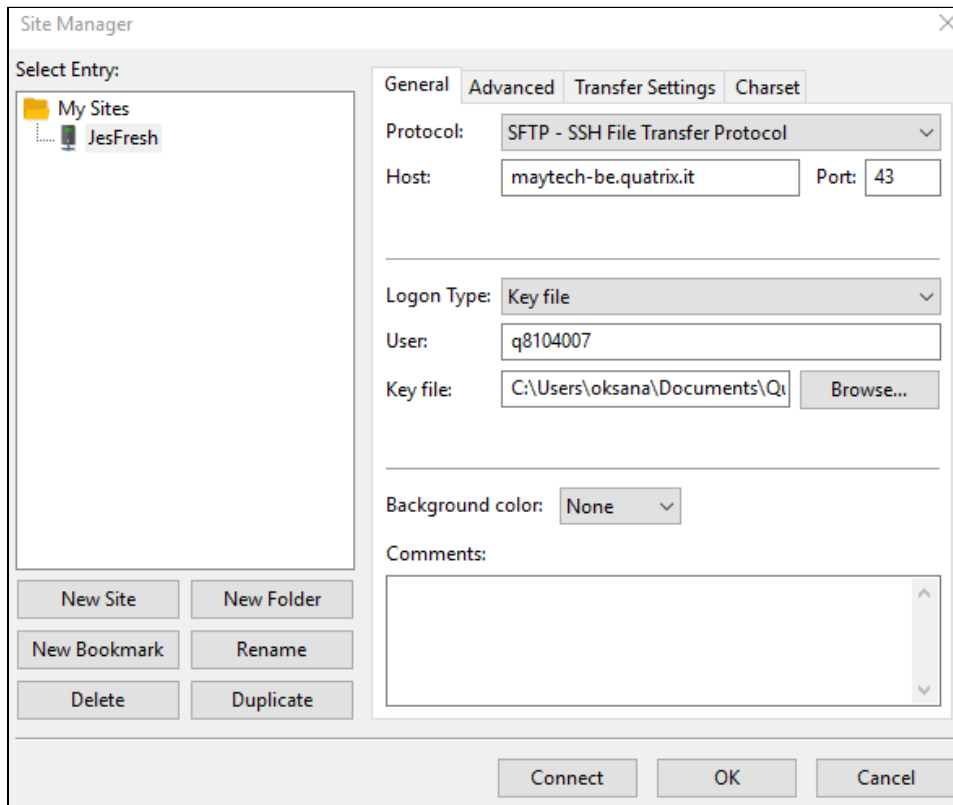 Site Manager
Select Entry:
My Sites
JesFresh
New Site New Folder
New Bookmark Rename
Delete Duplicate
General Advanced Transfer Settings Charset
Protocol: SFTP - SSH File Transfer Protocol
Host: maytech-be.quatrix.it Port: 43
Logon Type: Key file
User: q8104007
Key file: C:\Users\oksana\Documents\Qu Browse...
Background color: None
Comments:
Connect OK Cancel